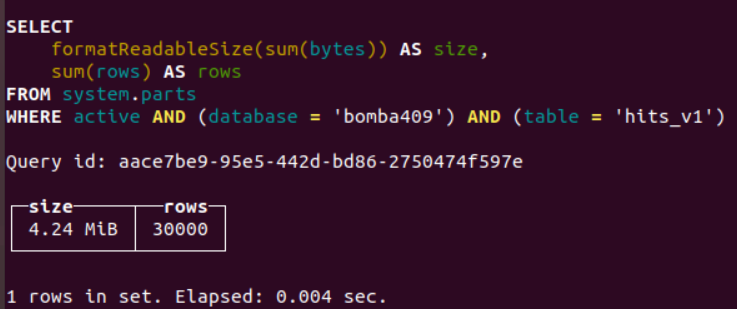 SELECT
formatReadableSize(sum(bytes)) AS size,
sum(rows) AS rows
FROM system.parts
WHERE active AND (database = 'bomba409') AND (table = 'hits_v1')
Query id: aace7be9-95e5-442d-bd86-2750474f597e
size rows
4.24 MiB 30000
1 rows in set. Elapsed: 0.004 sec.